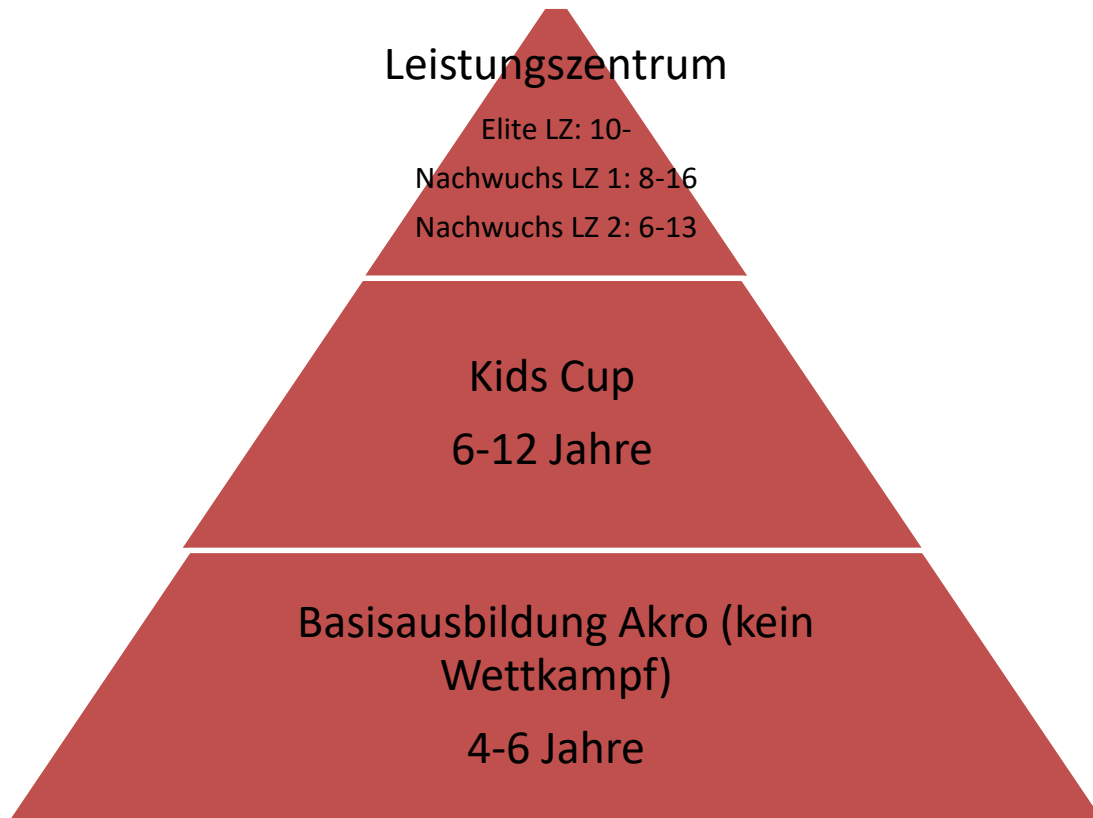 Leistungszentrum
Elite LZ: 10-
Nachwuchs LZ 1: 8-16
Nachwuchs LZ 2: 6-13
Kids Cup
6-12 Jahre
Basisausbildung Akro (kein
Wettkampf)
4-6 Jahre